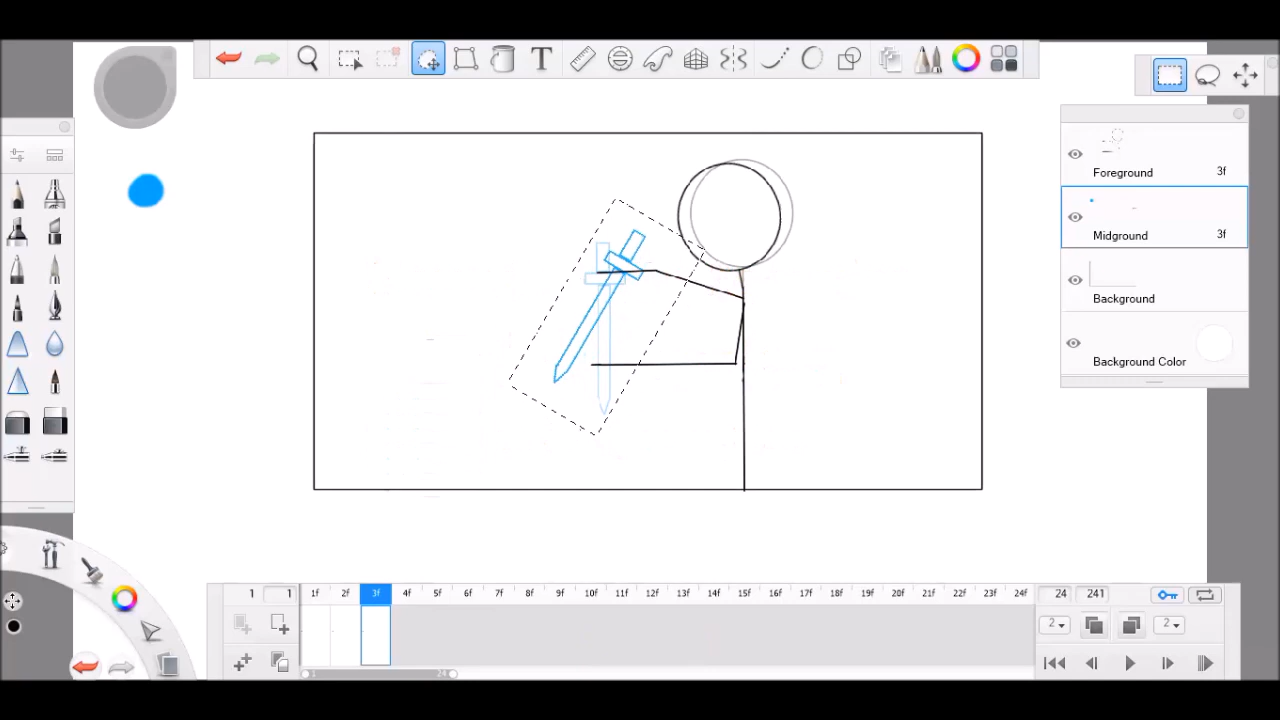 T
Foreground 3f
Midground 3f
Background
Background Color
1 1 1f 2f 3f 4f 5f 6f 7f 8f 9f 10f 11f 12f 13f 14f 15f 16f 17f 18f 19f 20f 21f 22f 23f 24f 24 241
2 2